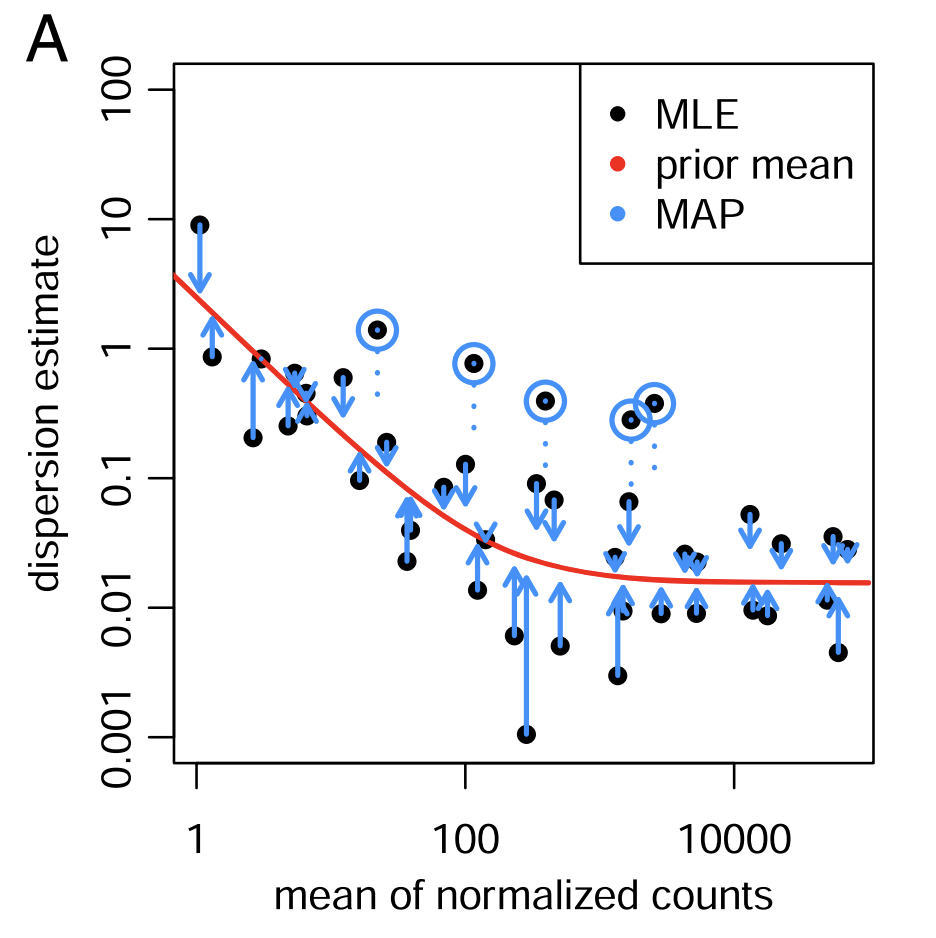 A
100
10
1
0.1
0.01
0.001
dispersion estimate
MLE
prior mean
MAP
1
100
10000
mean of normalized counts